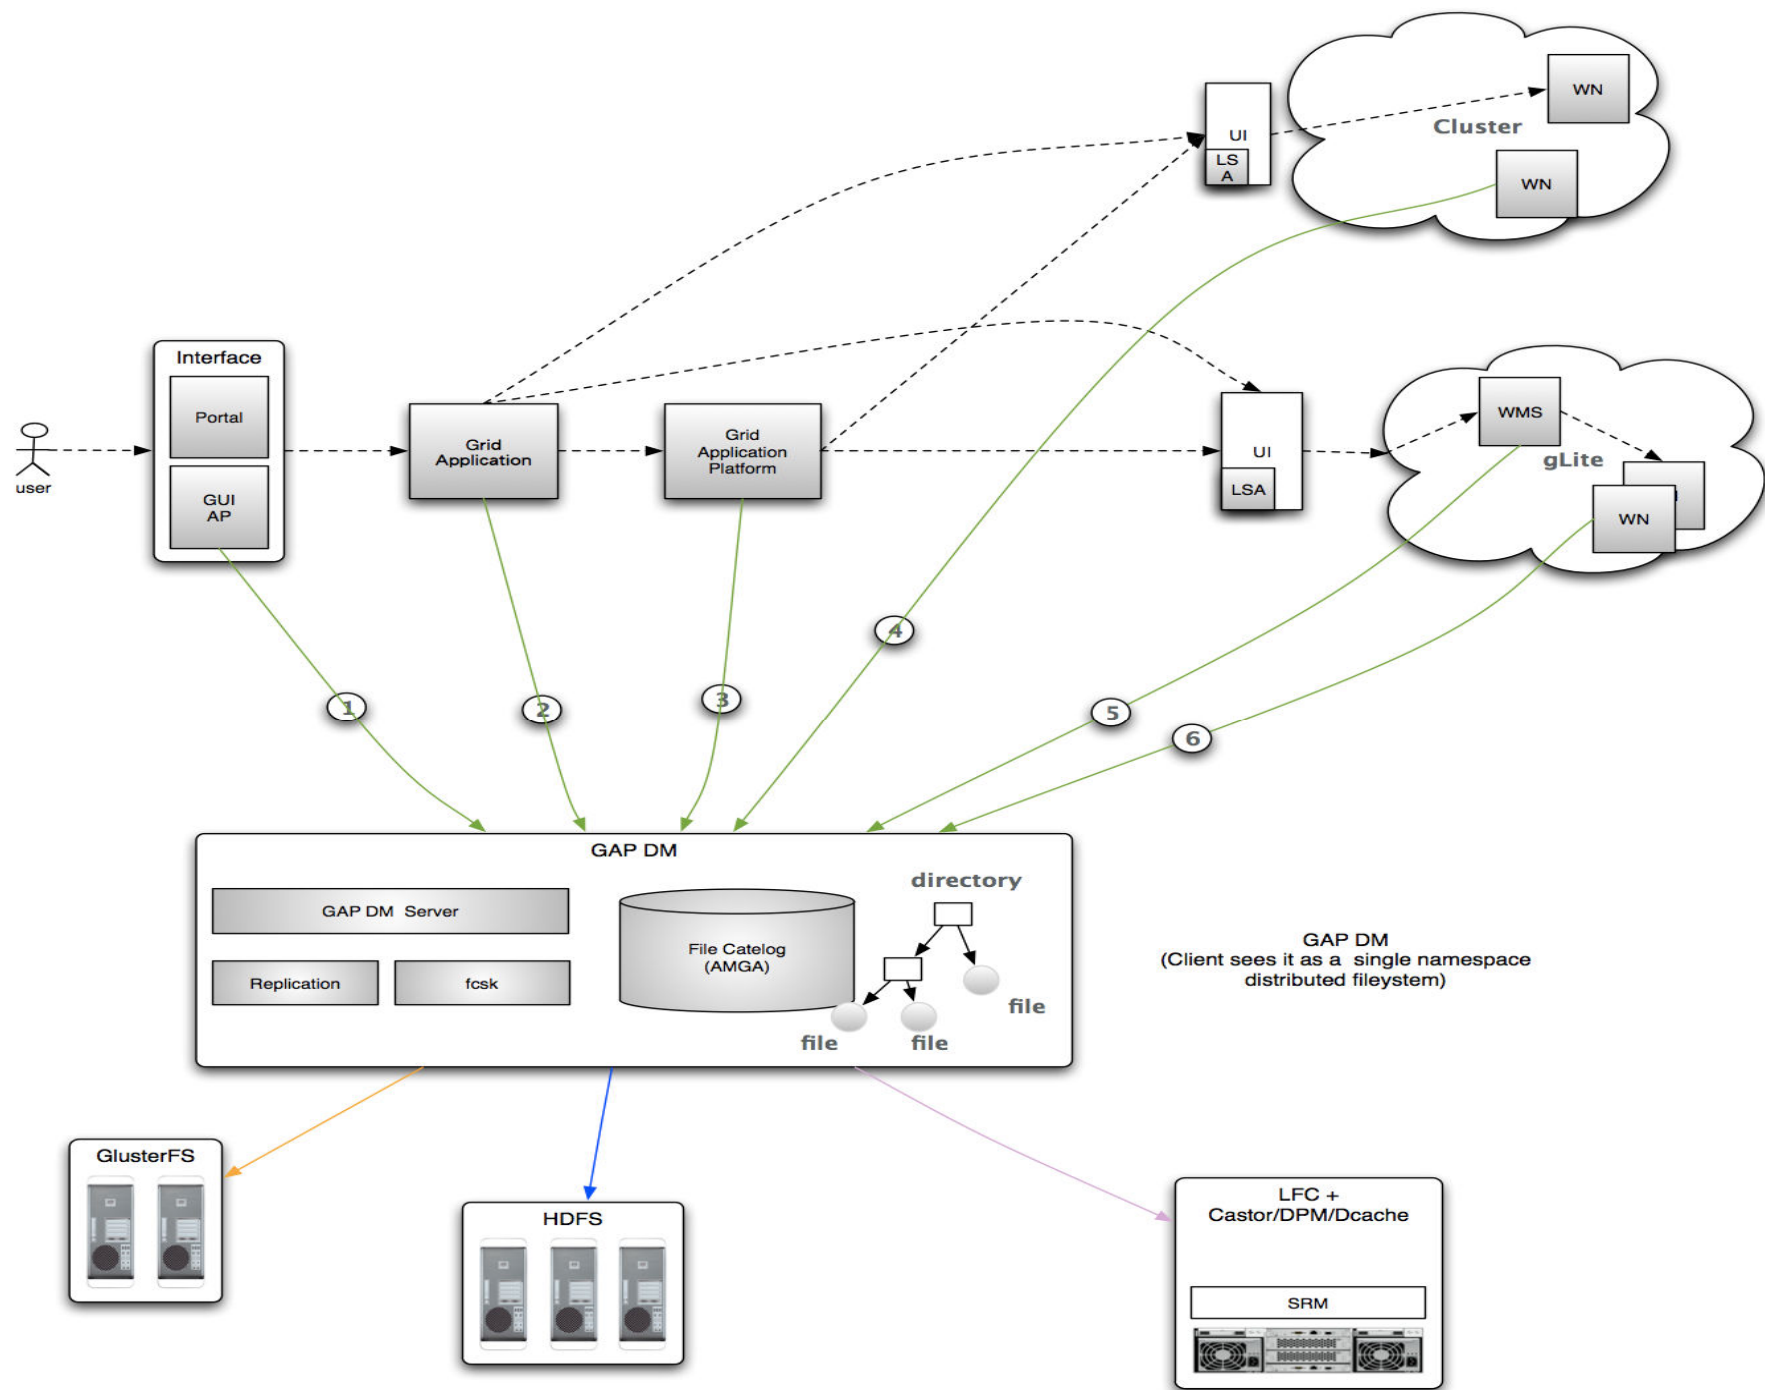 WN
Cluster
UI
LS
A
WN
Interface
Portal
GUI
AP
user
Grid
Application
Grid
Application
Platform
UI
LSA
WMS
gLite
WN
4
1
2
3
5
6
GAP DM
GAP DM Server
Replication
fcsk
File Catelog
(AMGA)
directory
file
file
file
GAP DM
(Client sees it as a single namespace
distributed fileystem)
GlusterFS
HDFS
LFC +
Castor/DPM/Dcache
SRM